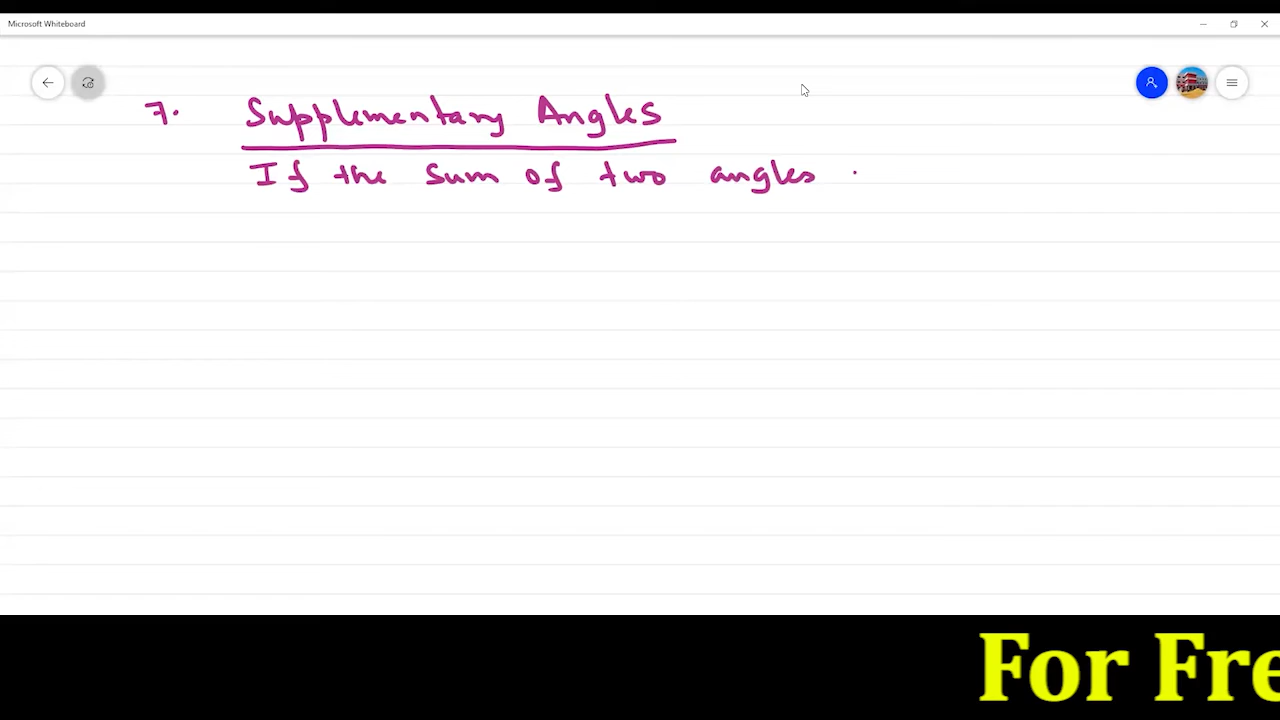 Microsoft Whiteboard
7. Supplementary Angles
If the sum of two angles
For Fre